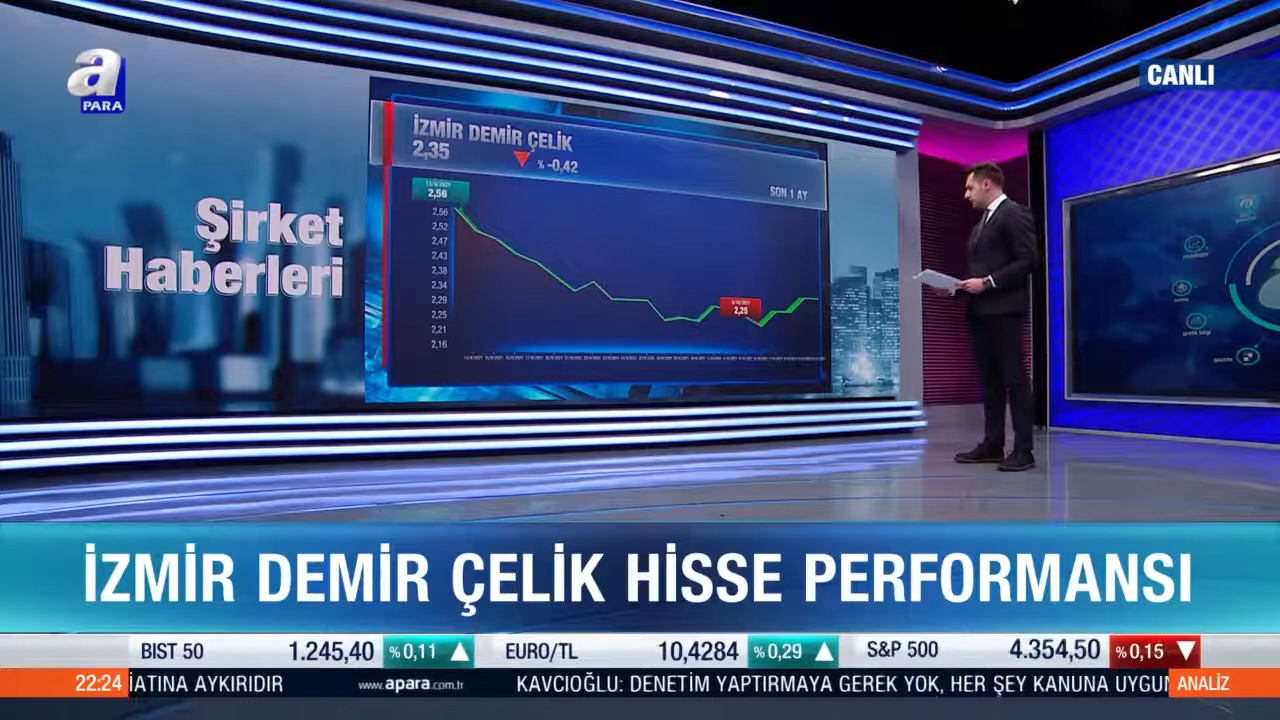 a
PARA
CANLI
Şirket
Haberleri
İZMİR DEMİR ÇELİK
2,35
% -0,42
SON 1 AY
2,56
2,56
2,52
2,47
2,43
2,38
2,34
2,29
2,25
2,21
2,16
2,25
İZMİR DEMİR ÇELİK HİSSE PERFORMANSI
BIST 50 1.245,40 %0,11
EURO/TL 10,4284 %0,29
S&P 500 4.354,50 %0,15
22:24
İATINA AYKIRIDIR www.apara.com.tr KAVCIOĞLU: DENETİM YAPTIRMAYA GEREK YOK, HER ŞEY KANUNA UYGUN
ANALİZ